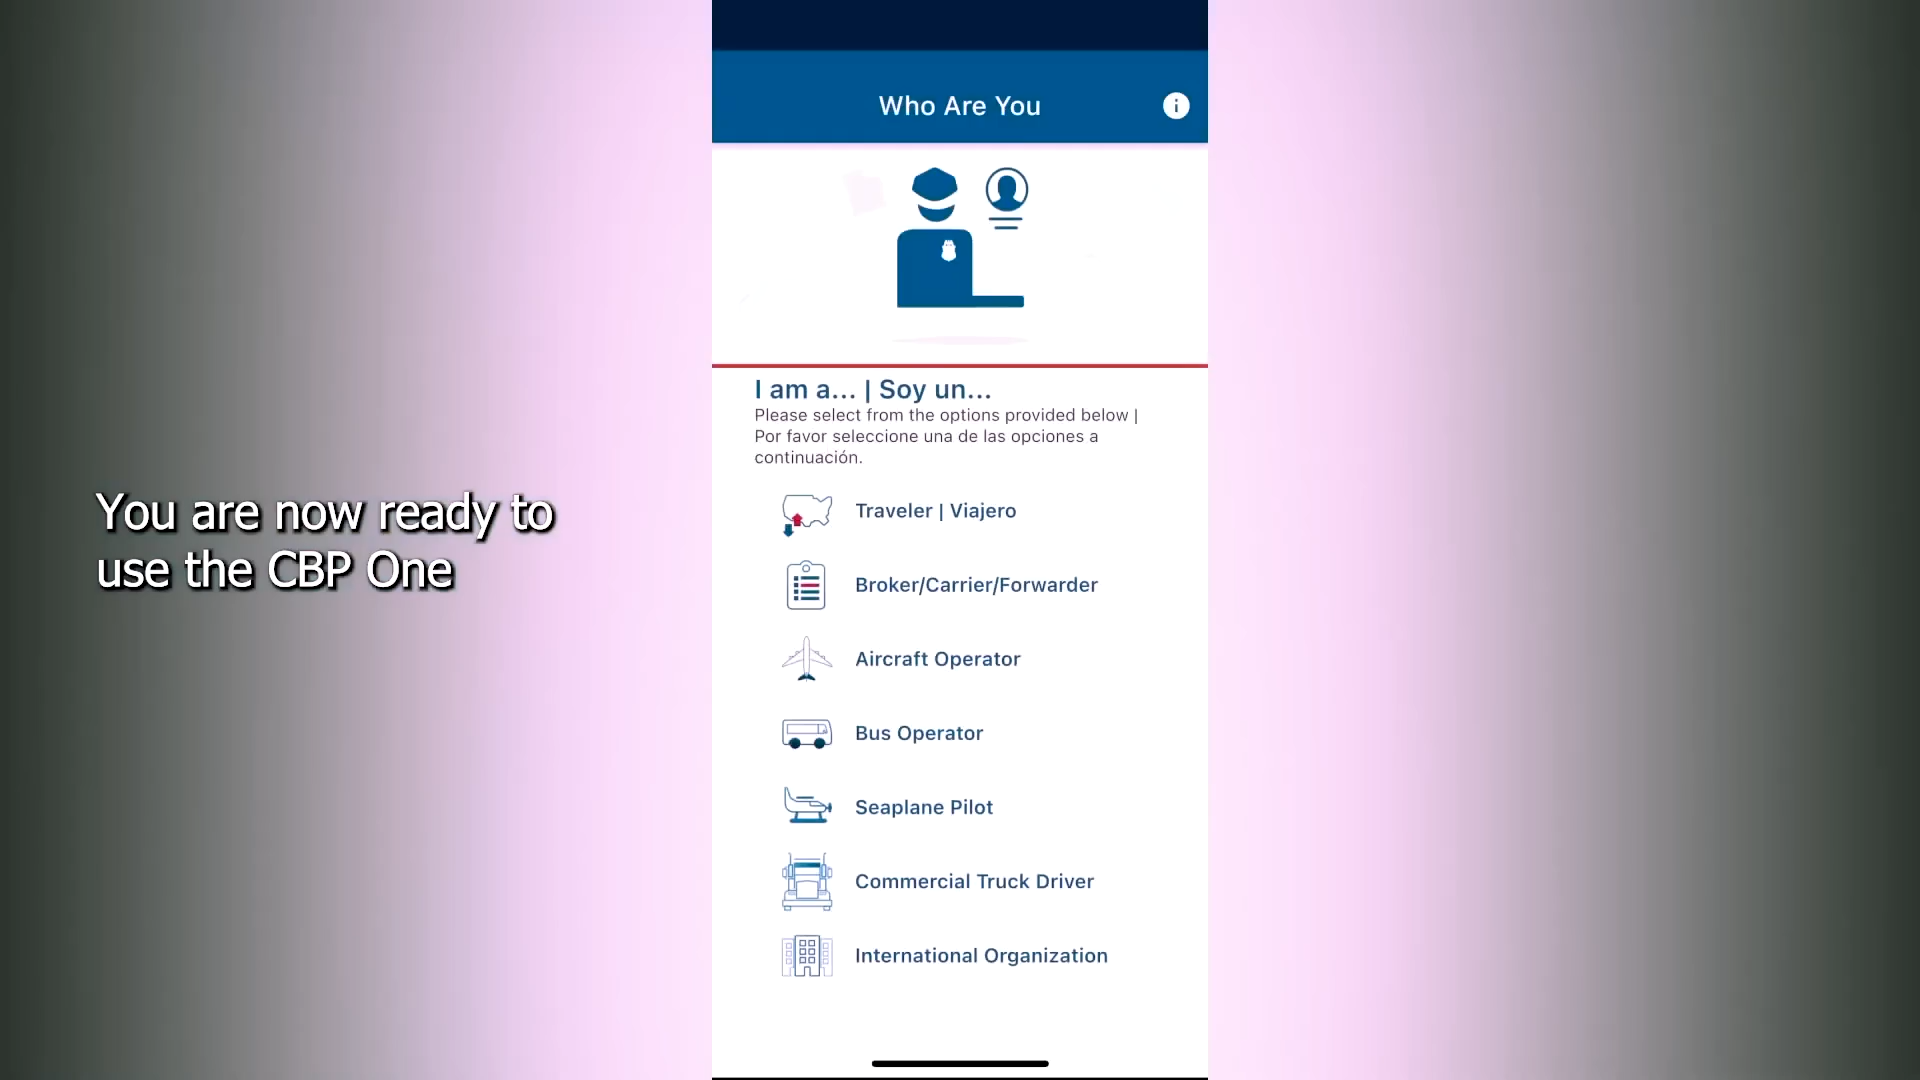 You are now ready to
use the CBP One
Who Are You
I am a... | Soy un...
Please select from the options provided below |
Por favor seleccione una de las opciones a
continuación.
Traveler | Viajero
Broker/Carrier/Forwarder
Aircraft Operator
Bus Operator
Seaplane Pilot
Commercial Truck Driver
International Organization